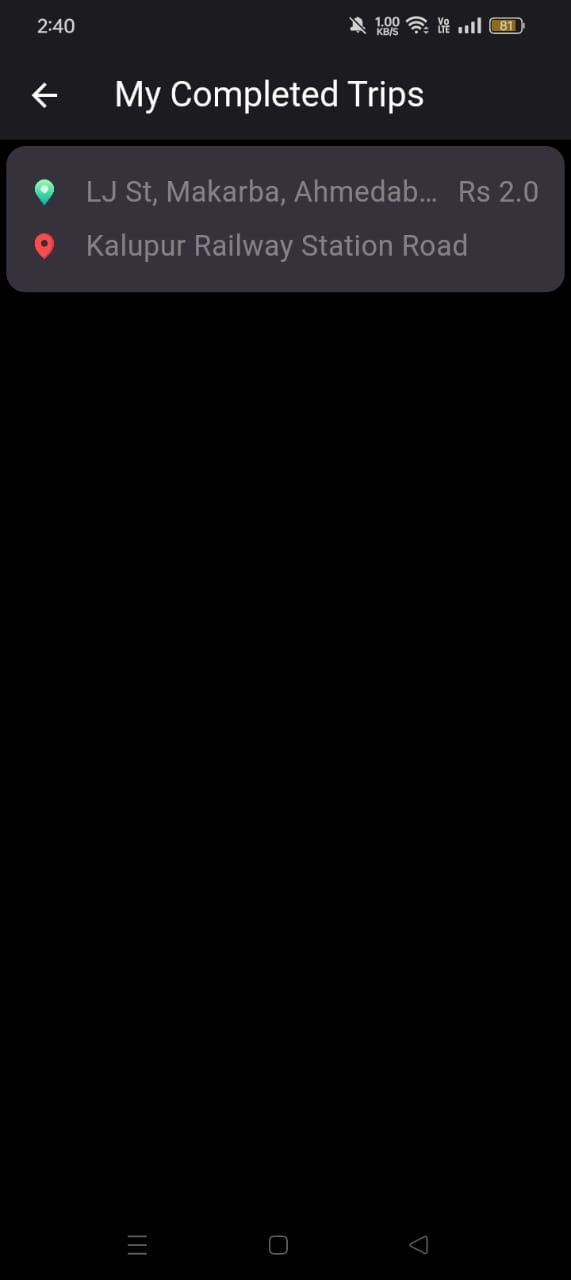 2:40 1.00 KB/S Vo LTE 81
My Completed Trips
LJ St, Makarba, Ahmedab... Rs 2.0
Kalupur Railway Station Road